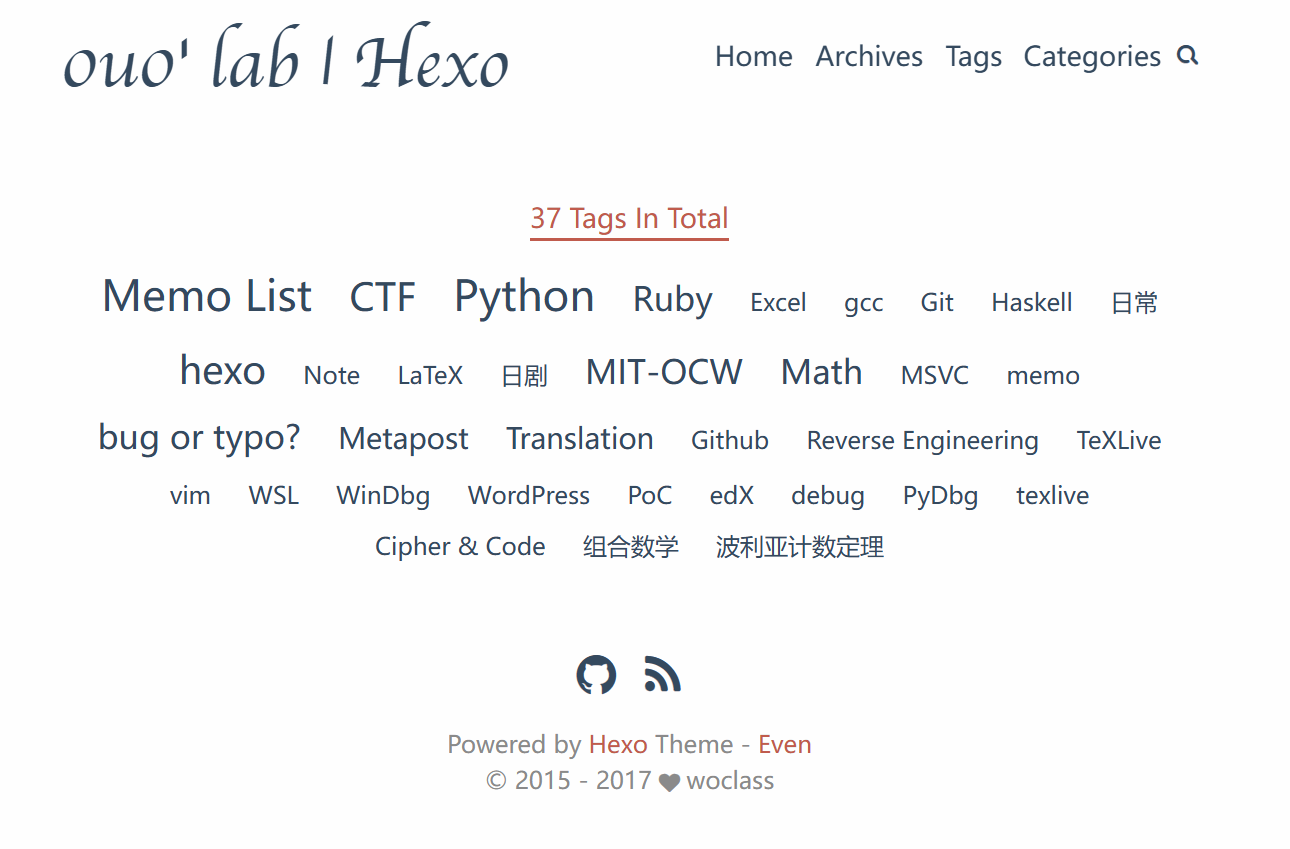 ouo' lab | Hexo
Home Archives Tags Categories
37 Tags In Total
Memo List CTF Python Ruby Excel gcc Git Haskell 日常
hexo Note LaTeX 日剧 MIT-OCW Math MSVC memo
bug or typo? Metapost Translation Github Reverse Engineering TeXLive
vim WSL WinDbg WordPress PoC edX debug PyDbg texlive
Cipher & Code 组合数学 波利亚计数定理
Powered by Hexo Theme - Even
© 2015 - 2017 ♥ woclass